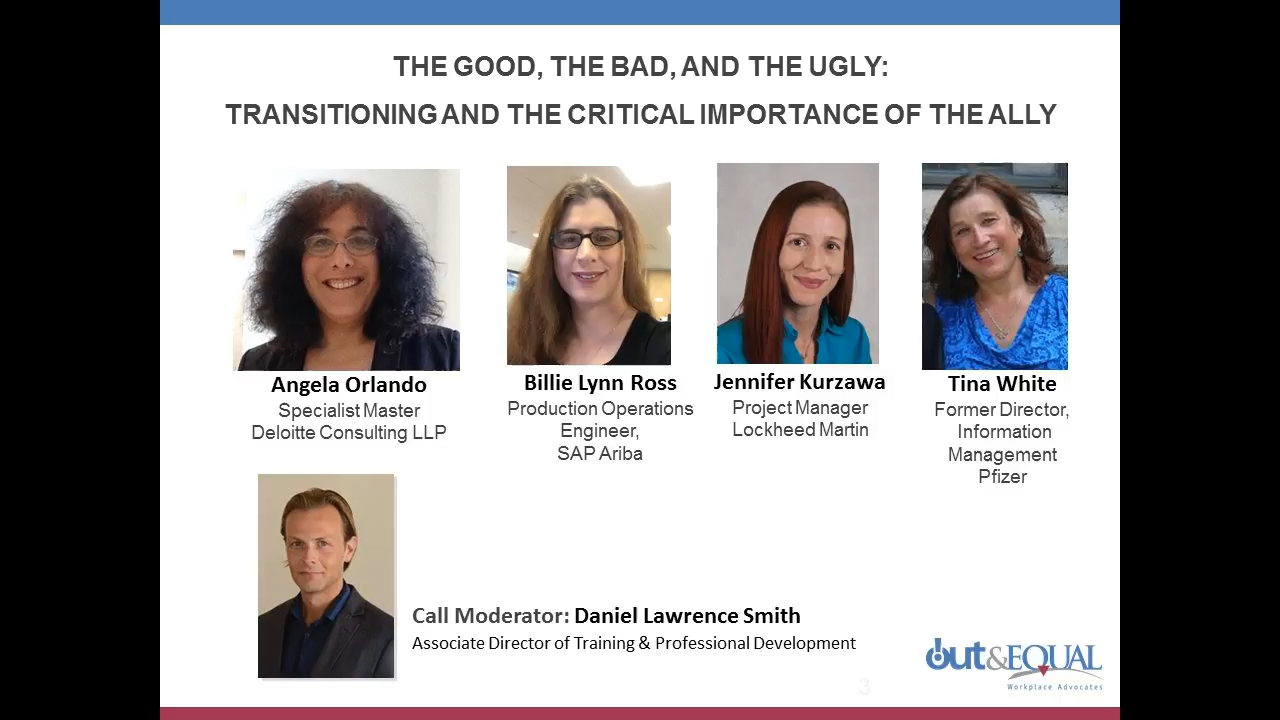 THE GOOD, THE BAD, AND THE UGLY:
TRANSITIONING AND THE CRITICAL IMPORTANCE OF THE ALLY
Angela Orlando
Specialist Master
Deloitte Consulting LLP
Billie Lynn Ross
Production Operations
Engineer,
SAP Ariba
Jennifer Kurzawa
Project Manager
Lockheed Martin
Tina White
Former Director,
Information
Management
Pfizer
Call Moderator: Daniel Lawrence Smith
Associate Director of Training & Professional Development
out&EQUAL
Workplace Advocates
3